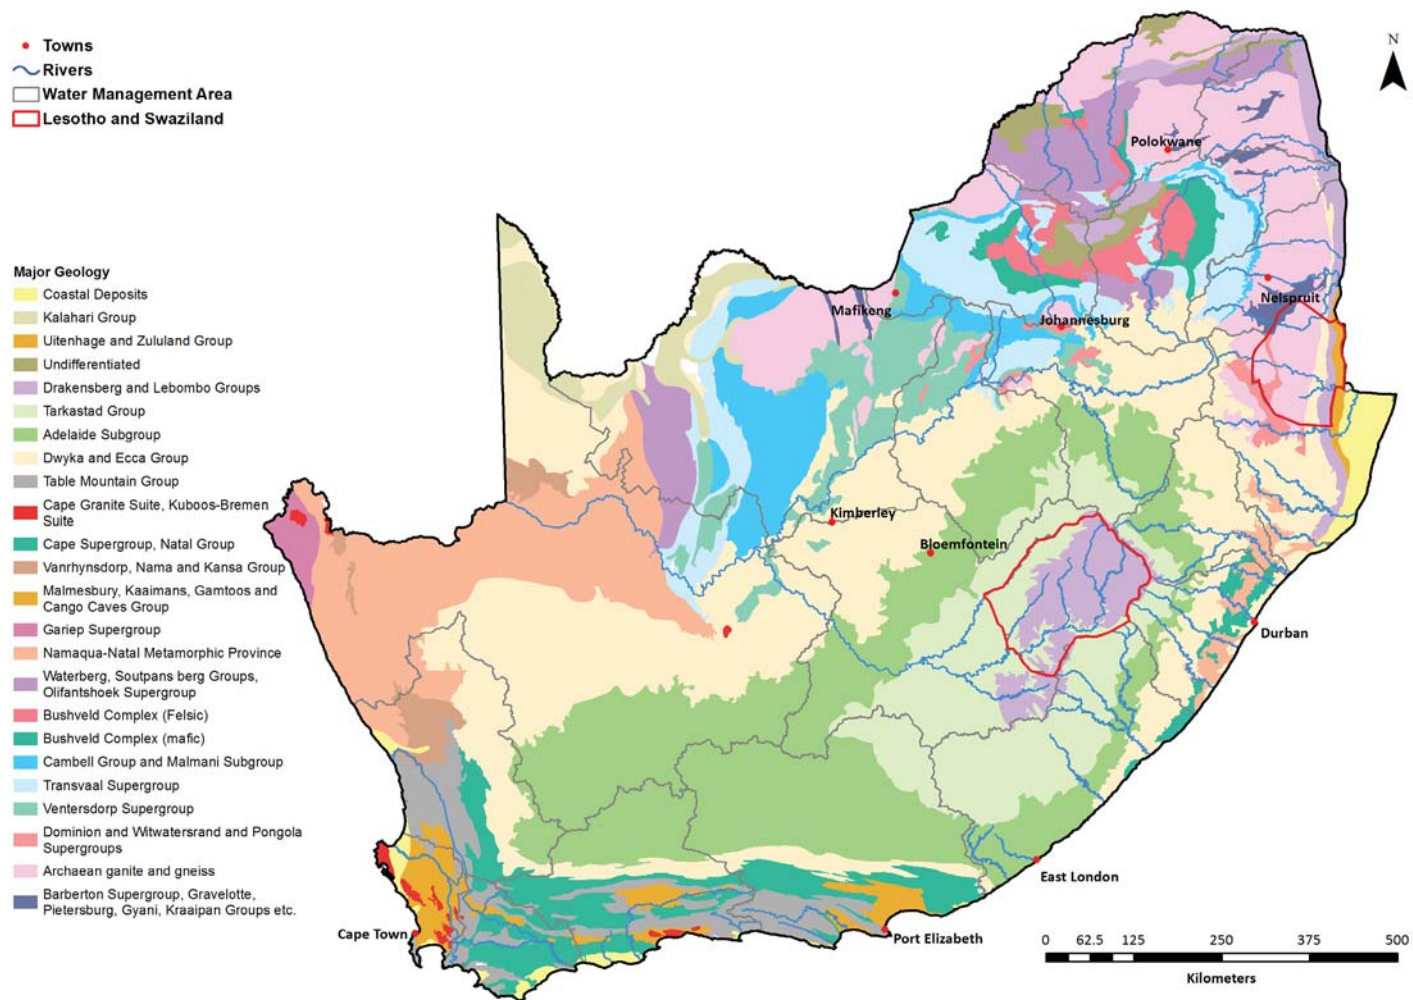 Towns
Rivers
Water Management Area
Lesotho and Swaziland
N
Major Geology
Coastal Deposits
Kalahari Group
Uitenhage and Zululand Group
Undifferentiated
Drakensberg and Lebombo Groups
Tarkastad Group
Adelaide Subgroup
Dwyka and Ecca Group
Table Mountain Group
Cape Granite Suite, Kuboos-Bremen
Suite
Cape Supergroup, Natal Group
Vanrhynsdorp, Nama and Kansa Group
Malmesbury, Kaaimans, Gamtoos and
Cango Caves Group
Gariep Supergroup
Namaqua-Natal Metamorphic Province
Waterberg, Soutpans berg Groups,
Olifantshoek Supergroup
Bushveld Complex (Felsic)
Bushveld Complex (mafic)
Cambell Group and Malmani Subgroup
Transvaal Supergroup
Ventersdorp Supergroup
Dominion and Witwatersrand and Pongola
Supergroups
Archaean ganite and gneiss
Barberton Supergroup, Gravelotte,
Pietersburg, Gyani, Kraaipan Groups etc.
Polokwane
Nelspruit
Mafikeng
Johannesburg
Kimberley
Bloemfontein
Durban
East London
Cape Town
Port Elizabeth
0 62.5 125 250 375 500
Kilometers